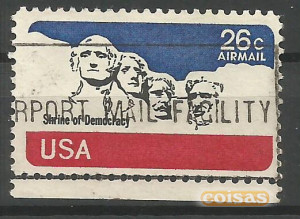 26c
AIRMAIL
RPORT MAIL FACILITY
Shrine of Democracy
USA
coisas